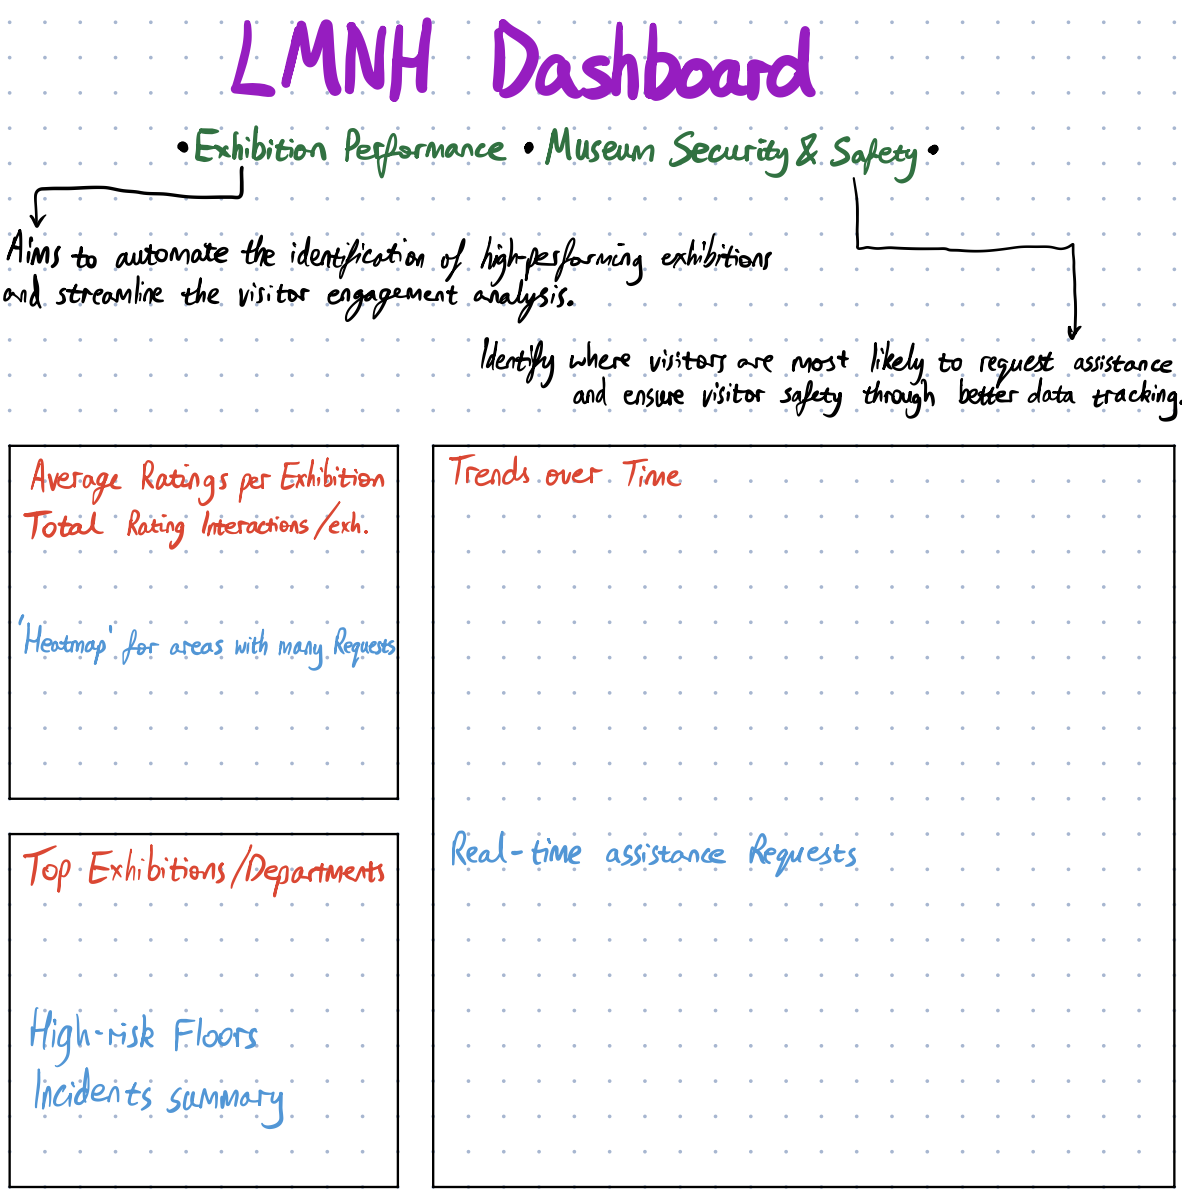 LMNH Dashboard
• Exhibition Performance • Museum Security & Safety •
Aims to automate the identification of high-performing exhibitions
and streamline the visitor engagement analysis.
Identify where visitors are most likely to request assistance
and ensure visitor safety through better data tracking.
Average Ratings per Exhibition
Total Rating Interactions/exh.
'Heatmap' for areas with many Requests
Trends over Time
Real-time assistance Requests
Top Exhibitions/Departments
High-risk Floors
Incidents summary